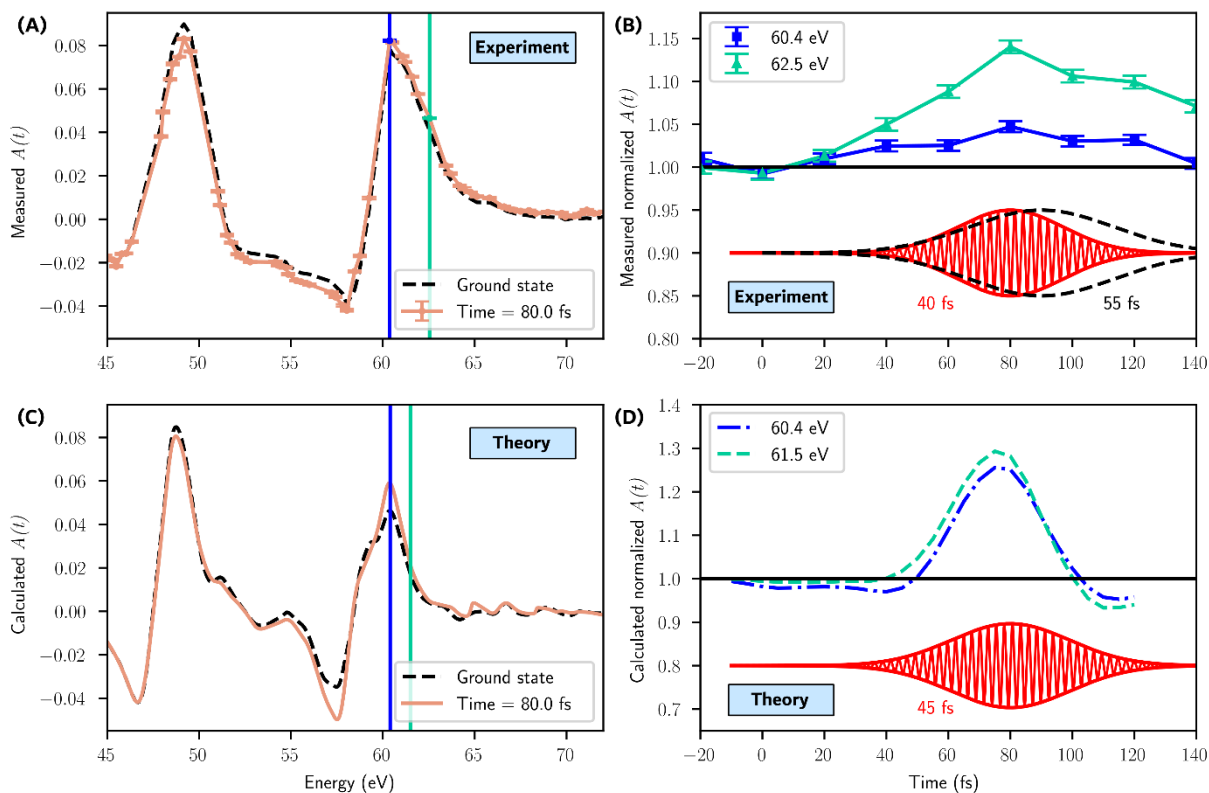 (A)
Measured A(t)
0.08
0.06
0.04
0.02
0.00
−0.02
−0.04
Experiment
Ground state
Time = 80.0 fs
45
50
55
60
65
70
(B)
Measured normalized A(t)
1.15
1.10
1.05
1.00
0.95
0.90
0.85
0.80
60.4 eV
62.5 eV
Experiment
40 fs
55 fs
−20
0
20
40
60
80
100
120
140
(C)
Calculated A(t)
0.08
0.06
0.04
0.02
0.00
−0.02
−0.04
Theory
Ground state
Time = 80.0 fs
45
50
55
60
65
70
Energy (eV)
(D)
Calculated normalized A(t)
1.4
1.3
1.2
1.1
1.0
0.9
0.8
0.7
60.4 eV
61.5 eV
Theory
45 fs
−20
0
20
40
60
80
100
120
140
Time (fs)